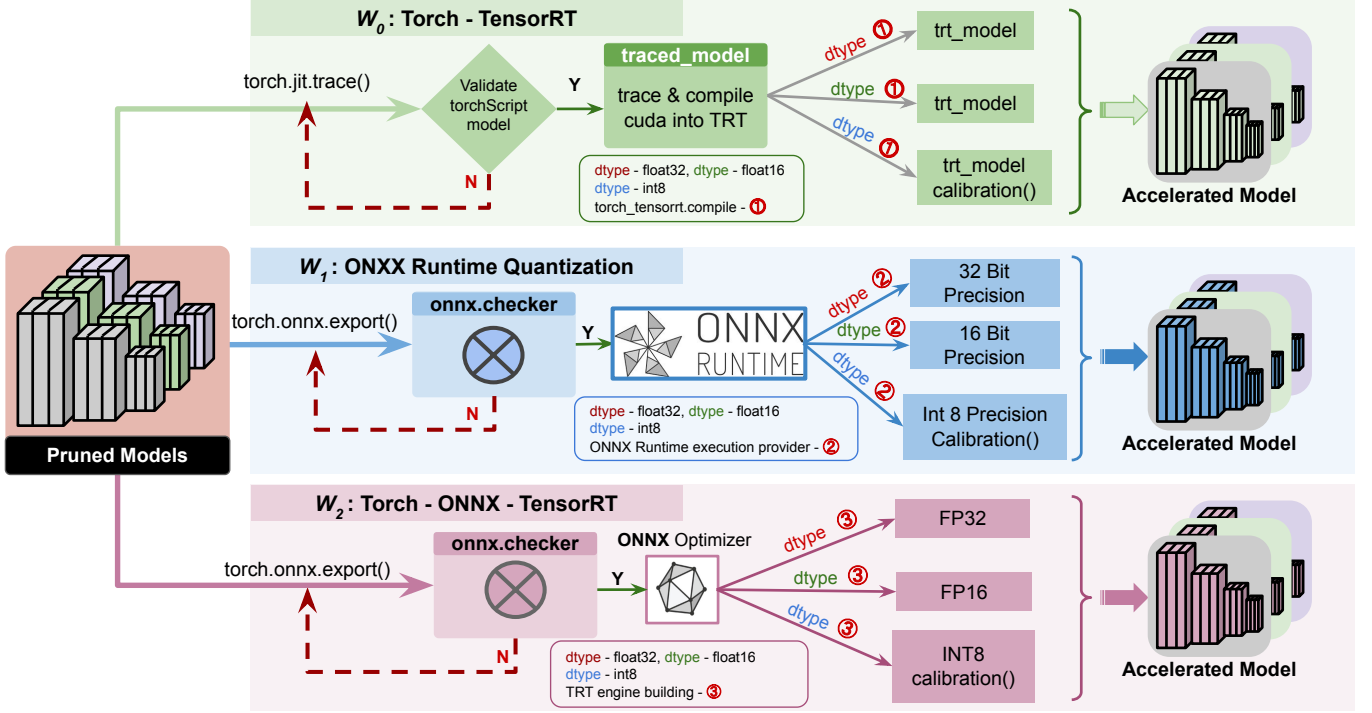 W0 : Torch - TensorRT
torch.jit.trace()
Validate
torchScript
model
Y
N
traced_model
trace & compile
cuda into TRT
dtype ①
dtype ①
dtype ①
trt_model
trt_model
trt_model
calibration()
dtype - float32, dtype - float16
dtype - int8
torch_tensorrt.compile - ①
Accelerated Model
Pruned Models
W1 : ONXX Runtime Quantization
torch.onnx.export()
onnx.checker
Y
N
ONNX
RUNTIME
dtype ②
dtype ②
dtype ②
32 Bit
Precision
16 Bit
Precision
Int 8 Precision
Calibration()
dtype - float32, dtype - float16
dtype - int8
ONNX Runtime execution provider - ②
Accelerated Model
W2 : Torch - ONNX - TensorRT
torch.onnx.export()
onnx.checker
Y
N
ONNX Optimizer
dtype ③
dtype ③
dtype ③
FP32
FP16
INT8
calibration()
dtype - float32, dtype - float16
dtype - int8
TRT engine building - ③
Accelerated Model